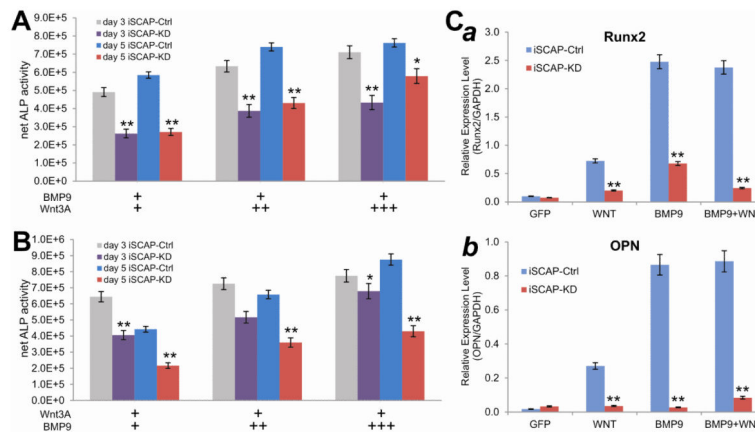 A
net ALP activity
9.0E+5
8.0E+5
7.0E+5
6.0E+5
5.0E+5
4.0E+5
3.0E+5
2.0E+5
1.0E+5
0.0E+0
day 3 iSCAP-Ctrl
day 3 iSCAP-KD
day 5 iSCAP-Ctrl
day 5 iSCAP-KD
** ** ** ** ** *
BMP9 + + +
Wnt3A + ++ +++
B
net ALP activity
10.0E+6
9.0E+5
8.0E+5
7.0E+5
6.0E+5
5.0E+5
4.0E+5
3.0E+5
2.0E+5
1.0E+5
0.0E+5
day 3 iSCAP-Ctrl
day 3 iSCAP-KD
day 5 iSCAP-Ctrl
day 5 iSCAP-KD
** ** ** * **
Wnt3A + + +
BMP9 + ++ +++
C
a
Runx2
Relative Expression Level
(Runx2/GAPDH)
3.0
2.5
2.0
1.5
1.0
0.5
0.0
iSCAP-Ctrl
iSCAP-KD
** ** **
GFP WNT BMP9 BMP9+WN
b
OPN
Relative Expression Level
(OPN/GAPDH)
1.0
0.8
0.6
0.4
0.2
0.0
iSCAP-Ctrl
iSCAP-KD
** ** **
GFP WNT BMP9 BMP9+WN